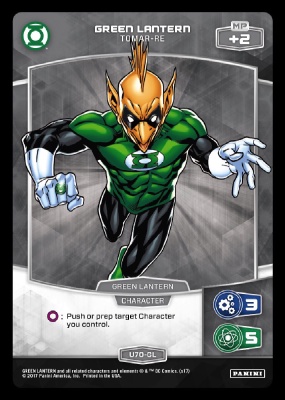 GREEN LANTERN
TOMAR-RE
MP
+2
GREEN LANTERN
CHARACTER
: Push or prep target Character
you control.
3
5
U70-GL
GREEN LANTERN and all related characters and elements © & ™ DC Comics. (s17)
© 2017 Panini America, Inc. Printed in the USA.
PANINI